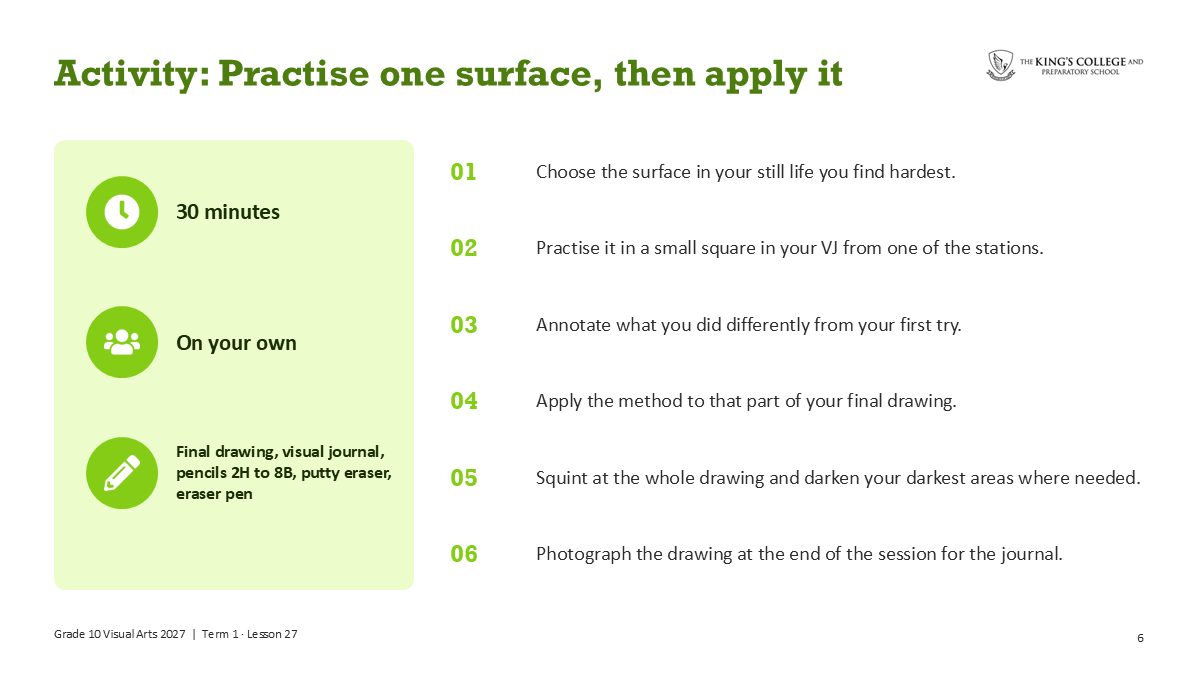 Activity: Practise one surface, then apply it
THE KING'S COLLEGE AND
PREPARATORY SCHOOL
30 minutes
On your own
Final drawing, visual journal,
pencils 2H to 8B, putty eraser,
eraser pen
01 Choose the surface in your still life you find hardest.
02 Practise it in a small square in your VJ from one of the stations.
03 Annotate what you did differently from your first try.
04 Apply the method to that part of your final drawing.
05 Squint at the whole drawing and darken your darkest areas where needed.
06 Photograph the drawing at the end of the session for the journal.
Grade 10 Visual Arts 2027 | Term 1 · Lesson 27
6